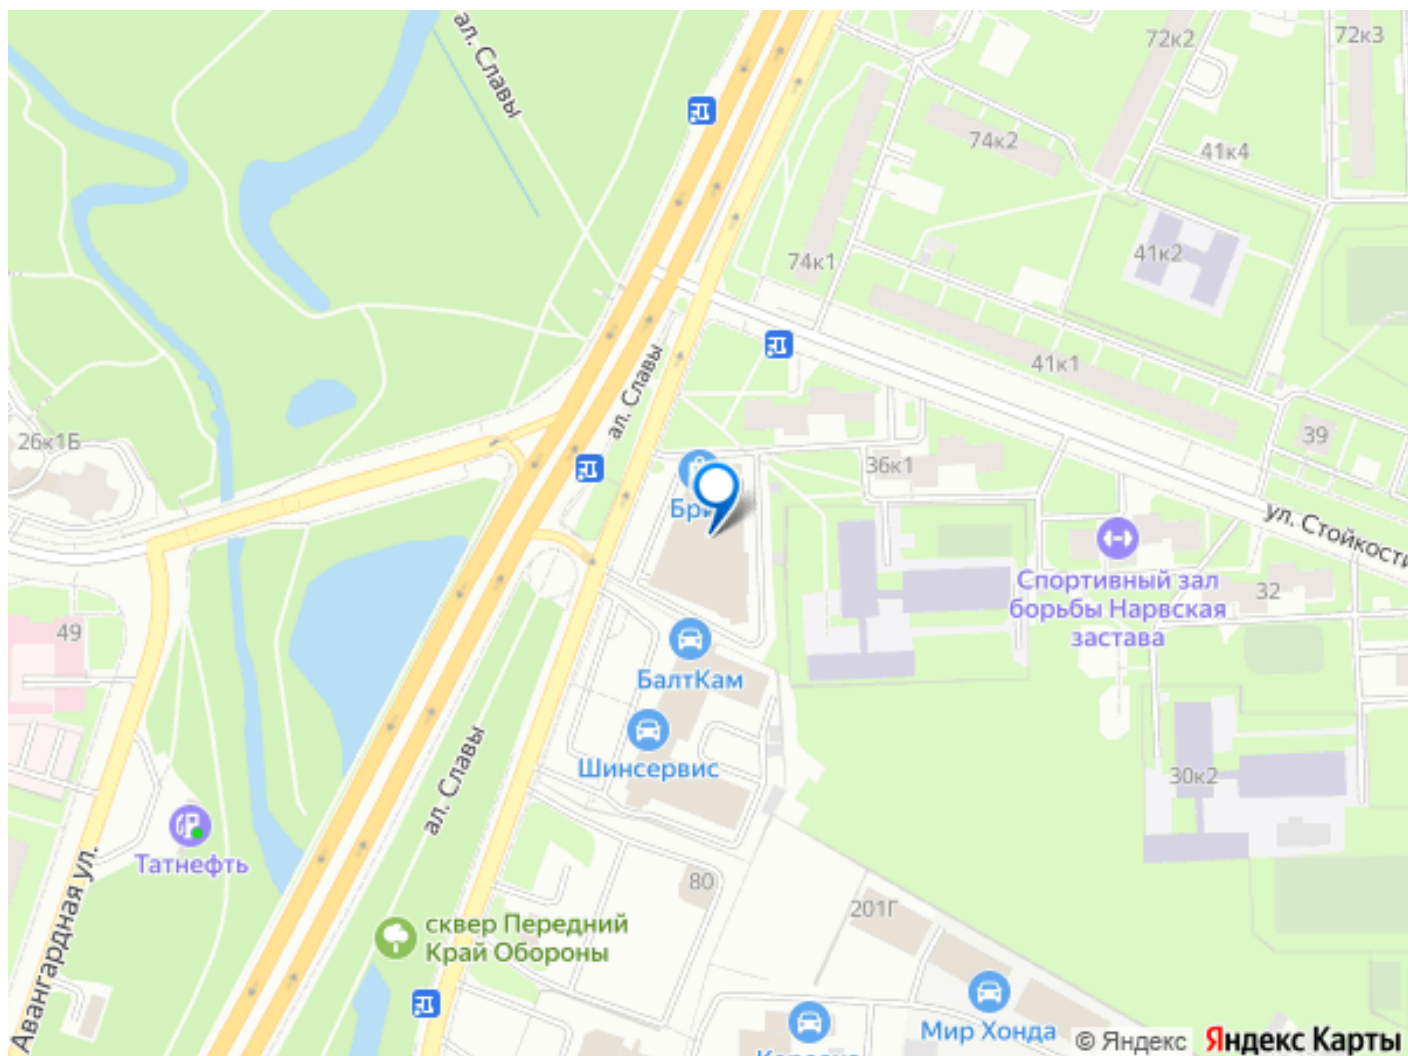 ал. Славы
72к2
72к3
74к2
41к4
74к1
41к2
41к1
ал. Славы
26к1Б
39
36к1
ул. Стойкости
Спортивный зал
борьбы Нарвская
застава
32
49
БалтКам
Шинсервис
ал. Славы
30к2
Татнефть
Авангардная ул.
80
201Г
сквер Передний
Край Обороны
Мир Хонда
© Яндекс
Яндекс Карты